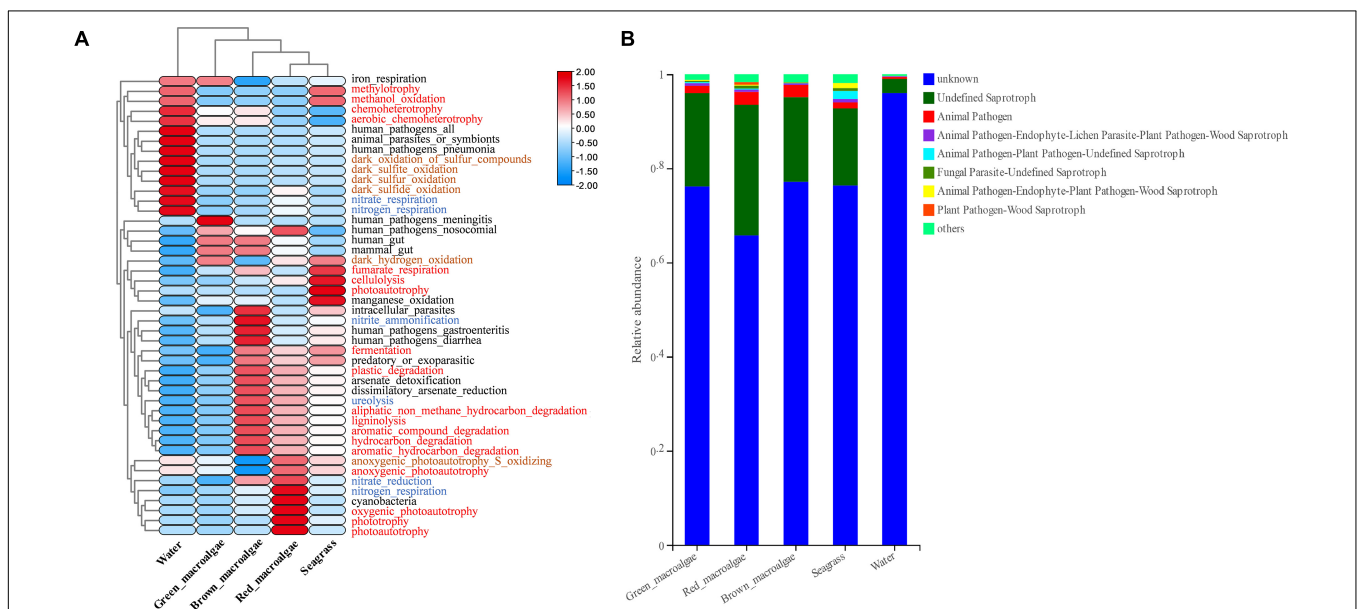 A
iron_respiration
methylotrophy
methanol_oxidation
chemoheterotrophy
aerobic_chemoheterotrophy
human_pathogens_all
animal_parasites_or_symbionts
human_pathogens_pneumonia
dark_oxidation_of_sulfur_compounds
dark_sulfite_oxidation
dark_sulfur_oxidation
dark_sulfide_oxidation
nitrate_respiration
nitrogen_respiration
human_pathogens_meningitis
human_pathogens_nosocomial
human_gut
mammal_gut
dark_hydrogen_oxidation
fumarate_respiration
cellulolysis
photoautotrophy
manganese_oxidation
intracellular_parasites
nitrite_ammonification
human_pathogens_gastroenteritis
human_pathogens_diarrhea
fermentation
predatory_or_exoparasitic
plastic_degradation
arsenate_detoxification
dissimilatory_arsenate_reduction
ureolysis
aliphatic_non_methane_hydrocarbon_degradation
ligninolysis
aromatic_compound_degradation
hydrocarbon_degradation
aromatic_hydrocarbon_degradation
anoxygenic_photoautotrophy_S_oxidizing
anoxygenic_photoautotrophy
nitrate_reduction
nitrogen_respiration
cyanobacteria
oxygenic_photoautotrophy
phototrophy
photoautotrophy
Water
Green_macroalgae
Brown_macroalgae
Red_macroalgae
Seagrass
2.00
1.50
1.00
0.50
0.00
-0.50
-1.00
-1.50
-2.00
B
Relative abundance
1
0.8
0.6
0.4
0.2
0
Green_macroalgae
Red_macroalgae
Brown_macroalgae
Seagrass
Water
unknown
Undefined Saprotroph
Animal Pathogen
Animal Pathogen-Endophyte-Lichen Parasite-Plant Pathogen-Wood Saprotroph
Animal Pathogen-Plant Pathogen-Undefined Saprotroph
Fungal Parasite-Undefined Saprotroph
Animal Pathogen-Endophyte-Plant Pathogen-Wood Saprotroph
Plant Pathogen-Wood Saprotroph
others